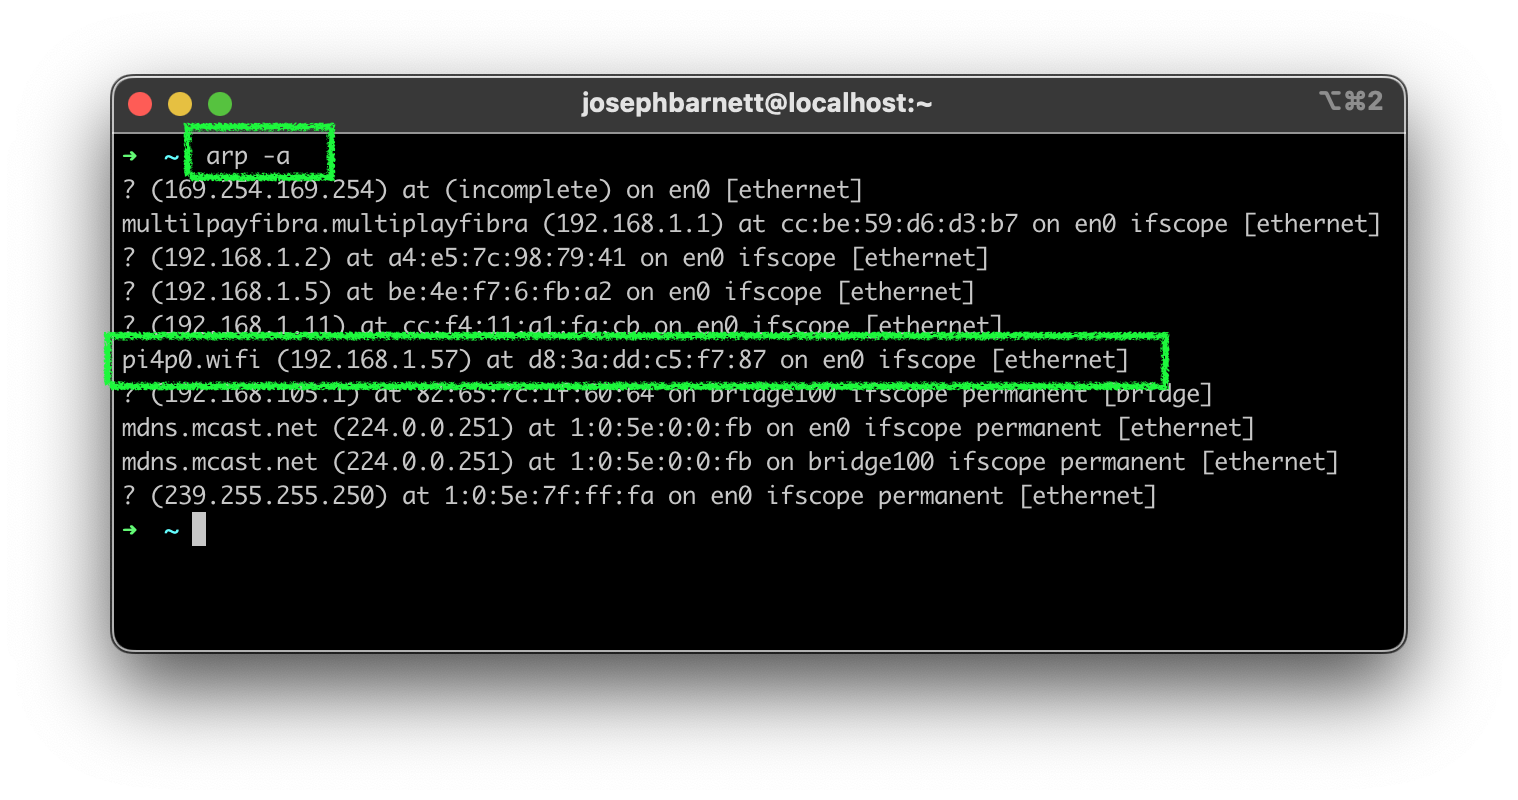 josephbarnett@localhost:~ ⌥⌘2
➜ ~ arp -a
? (169.254.169.254) at (incomplete) on en0 [ethernet]
multilpayfibra.multiplayfibra (192.168.1.1) at cc:be:59:d6:d3:b7 on en0 ifscope [ethernet]
? (192.168.1.2) at a4:e5:7c:98:79:41 on en0 ifscope [ethernet]
? (192.168.1.5) at be:4e:f7:6:fb:a2 on en0 ifscope [ethernet]
? (192.168.1.11) at cc:f4:11:a1:fa:cb on en0 ifscope [ethernet]
pi4p0.wifi (192.168.1.57) at d8:3a:dd:c5:f7:87 on en0 ifscope [ethernet]
? (192.168.105.1) at 82:65:7c:1f:60:64 on bridge100 ifscope permanent [bridge]
mdns.mcast.net (224.0.0.251) at 1:0:5e:0:0:fb on en0 ifscope permanent [ethernet]
mdns.mcast.net (224.0.0.251) at 1:0:5e:0:0:fb on bridge100 ifscope permanent [ethernet]
? (239.255.255.250) at 1:0:5e:7f:ff:fa on en0 ifscope permanent [ethernet]
➜ ~